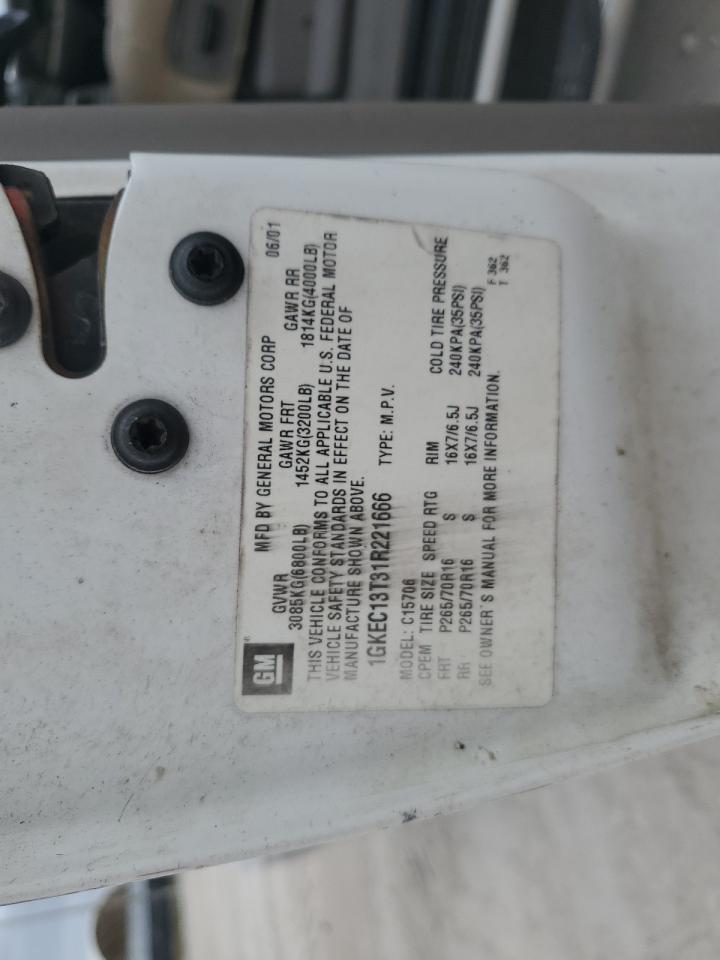 GM
MFD BY GENERAL MOTORS CORP 06/01
GVWR GAWR FRT GAWR RR
3085KG(6800LB) 1452KG(3200LB) 1814KG(4000LB)
THIS VEHICLE CONFORMS TO ALL APPLICABLE U.S. FEDERAL MOTOR
VEHICLE SAFETY STANDARDS IN EFFECT ON THE DATE OF
MANUFACTURE SHOWN ABOVE.
1GKEC13T31R221666 TYPE: M.P.V.
MODEL: C15706
CPEM TIRE SIZE SPEED RTG RIM COLD TIRE PRESSURE
FRT P265/70R16 S 16X7/6.5J 240KPA(35PSI)
RR P265/70R16 S 16X7/6.5J 240KPA(35PSI)
SEE OWNER'S MANUAL FOR MORE INFORMATION.
F 362
T 362